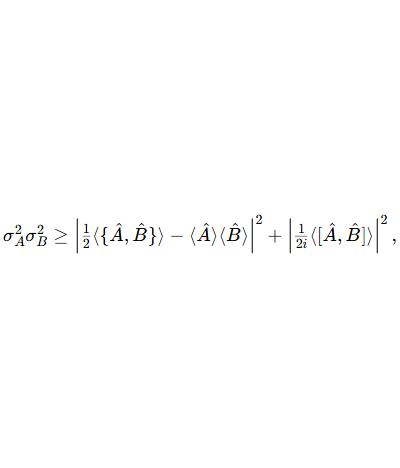 σ_A^2 σ_B^2 ≥ |1/2⟨{Â, B̂}⟩ − ⟨Â⟩⟨B̂⟩|^2 + |1/2i⟨[Â, B̂]⟩|^2 ,